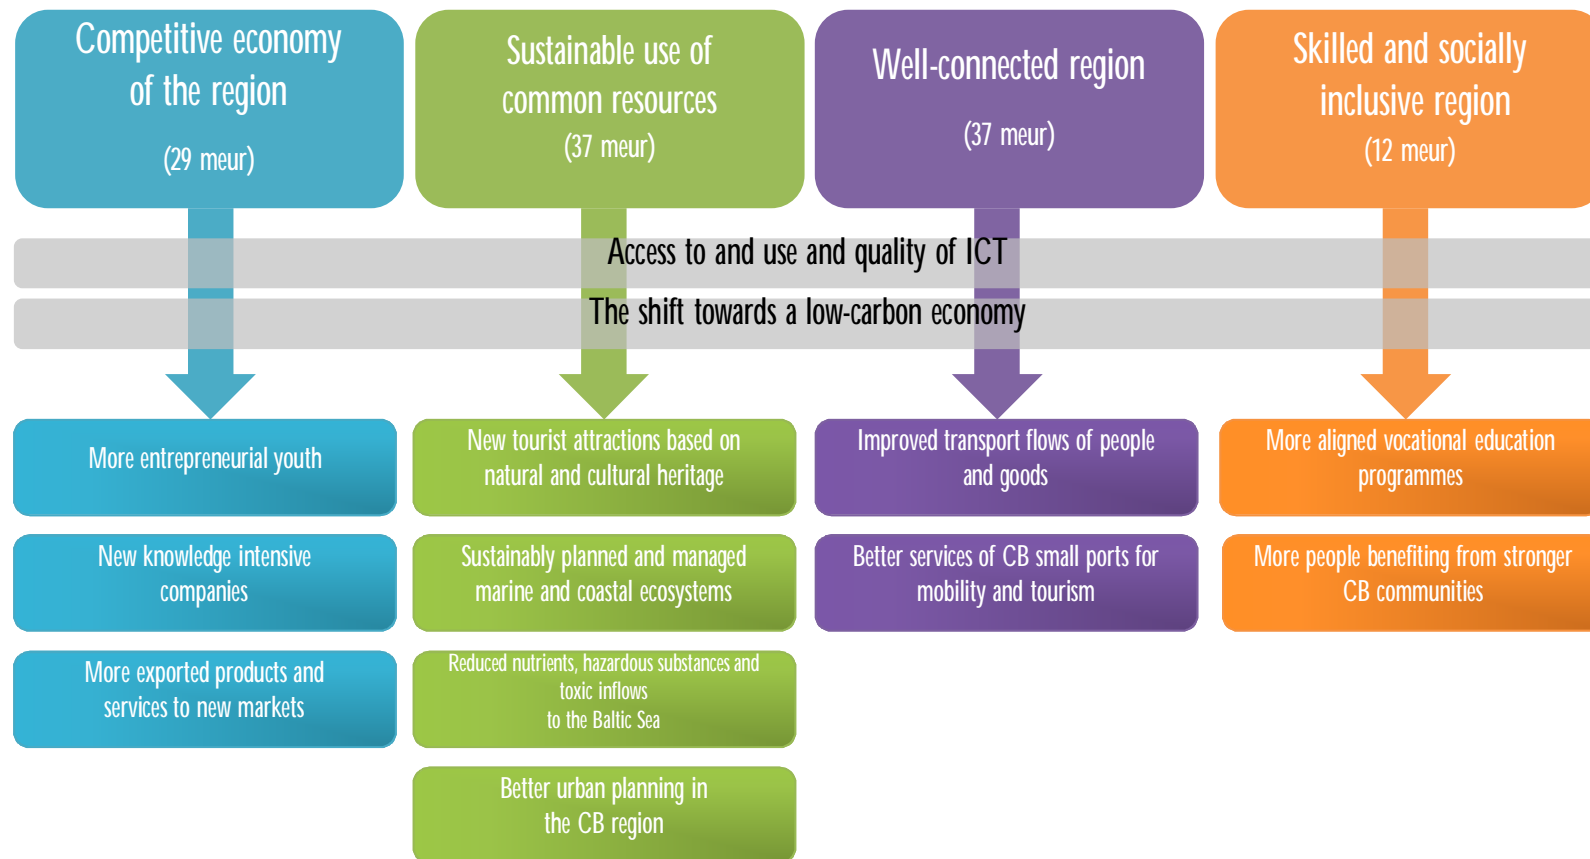 Competitive economy
of the region
(29 meur)
Sustainable use of
common resources
(37 meur)
Well-connected region
(37 meur)
Skilled and socially
inclusive region
(12 meur)
Access to and use and quality of ICT
The shift towards a low-carbon economy
More entrepreneurial youth
New knowledge intensive
companies
More exported products and
services to new markets
New tourist attractions based on
natural and cultural heritage
Sustainably planned and managed
marine and coastal ecosystems
Reduced nutrients, hazardous substances and
toxic inflows
to the Baltic Sea
Better urban planning in
the CB region
Improved transport flows of people
and goods
Better services of CB small ports for
mobility and tourism
More aligned vocational education
programmes
More people benefiting from stronger
CB communities